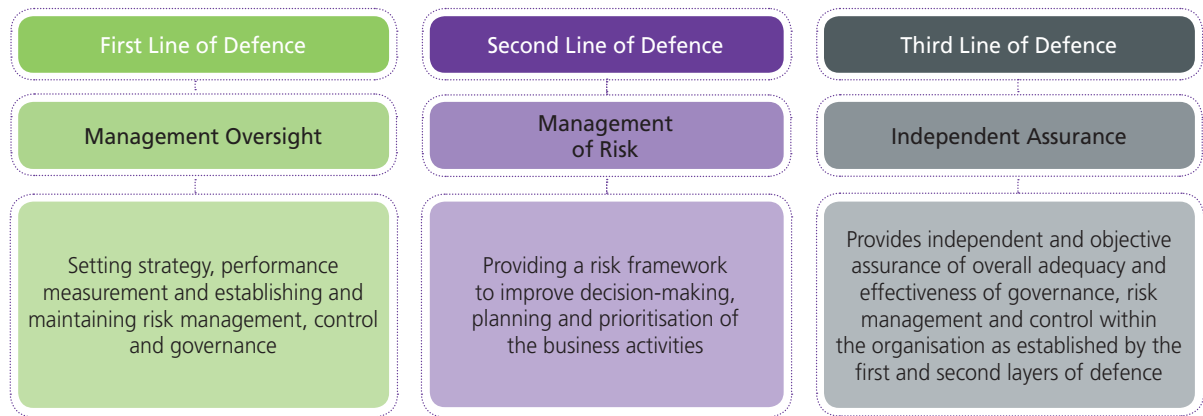 First Line of Defence
Management Oversight
Setting strategy, performance
measurement and establishing and
maintaining risk management, control
and governance
Second Line of Defence
Management
of Risk
Providing a risk framework
to improve decision-making,
planning and prioritisation of
the business activities
Third Line of Defence
Independent Assurance
Provides independent and objective
assurance of overall adequacy and
effectiveness of governance, risk
management and control within
the organisation as established by the
first and second layers of defence